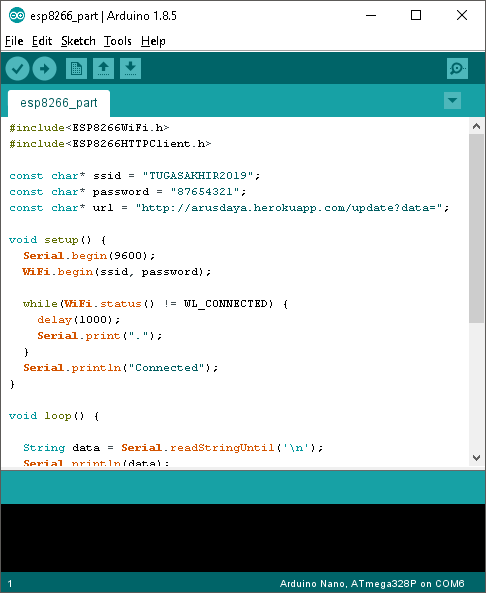 esp8266_part | Arduino 1.8.5
File Edit Sketch Tools Help
esp8266_part
#include<ESP8266WiFi.h>
#include<ESP8266HTTPClient.h>
const char* ssid = "TUGASAKHIR2019";
const char* password = "87654321";
const char* url = "http://arusdaya.herokuapp.com/update?data=";
void setup() {
  Serial.begin(9600);
  WiFi.begin(ssid, password);
  while(WiFi.status() != WL_CONNECTED) {
    delay(1000);
    Serial.print(".");
  }
  Serial.println("Connected");
}
void loop() {
  String data = Serial.readStringUntil('\n');
  Serial.println(data);
1
Arduino Nano, ATmega328P on COM6